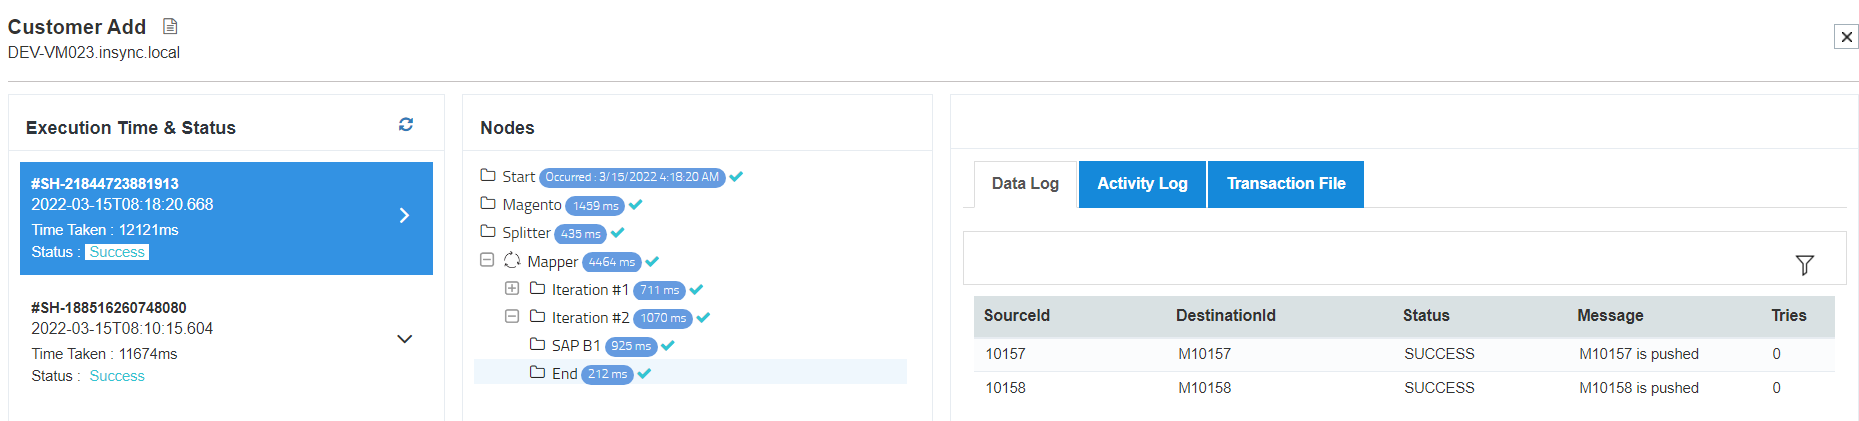 Customer Add
DEV-VM023.insync.local
Execution Time & Status
#SH-21844723881913
2022-03-15T08:18:20.668
Time Taken : 12121ms
Status : Success
#SH-188516260748080
2022-03-15T08:10:15.604
Time Taken : 11674ms
Status : Success
Nodes
Start Occurred : 3/15/2022 4:18:20 AM
Magento 1459 ms
Splitter 435 ms
Mapper 4464 ms
Iteration #1 711 ms
Iteration #2 1070 ms
SAP B1 925 ms
End 212 ms
Data Log Activity Log Transaction File
SourceId DestinationId Status Message Tries
10157 M10157 SUCCESS M10157 is pushed 0
10158 M10158 SUCCESS M10158 is pushed 0